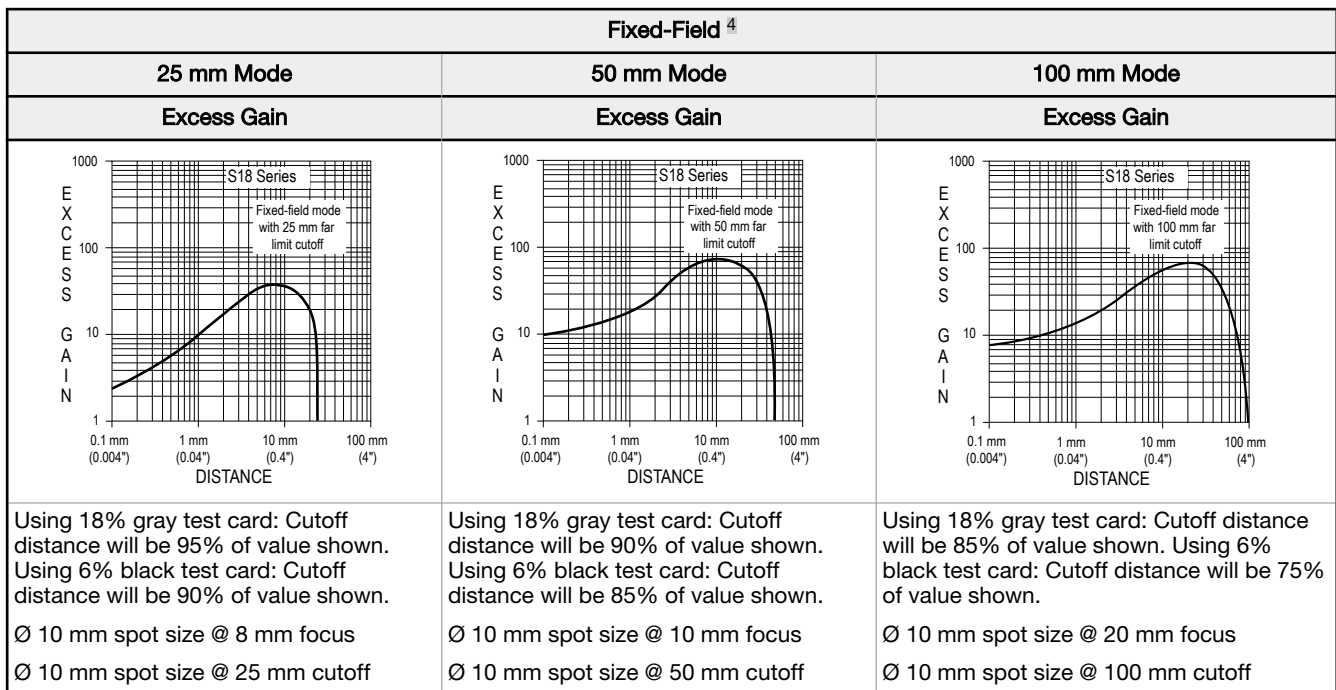 Fixed-Field 4
25 mm Mode
50 mm Mode
100 mm Mode
Excess Gain
Excess Gain
Excess Gain
1000
100
10
1
EXCESS GAIN
S18 Series
Fixed-field mode
with 25 mm far
limit cutoff
0.1 mm
(0.004")
1 mm
(0.04")
10 mm
(0.4")
100 mm
(4")
DISTANCE
1000
100
10
1
EXCESS GAIN
S18 Series
Fixed-field mode
with 50 mm far
limit cutoff
0.1 mm
(0.004")
1 mm
(0.04")
10 mm
(0.4")
100 mm
(4")
DISTANCE
1000
100
10
1
EXCESS GAIN
S18 Series
Fixed-field mode
with 100 mm far
limit cutoff
0.1 mm
(0.004")
1 mm
(0.04")
10 mm
(0.4")
100 mm
(4")
DISTANCE
Using 18% gray test card: Cutoff
distance will be 95% of value shown.
Using 6% black test card: Cutoff
distance will be 90% of value shown.
Ø 10 mm spot size @ 8 mm focus
Ø 10 mm spot size @ 25 mm cutoff
Using 18% gray test card: Cutoff
distance will be 90% of value shown.
Using 6% black test card: Cutoff
distance will be 85% of value shown.
Ø 10 mm spot size @ 10 mm focus
Ø 10 mm spot size @ 50 mm cutoff
Using 18% gray test card: Cutoff distance
will be 85% of value shown. Using 6%
black test card: Cutoff distance will be 75%
of value shown.
Ø 10 mm spot size @ 20 mm focus
Ø 10 mm spot size @ 100 mm cutoff